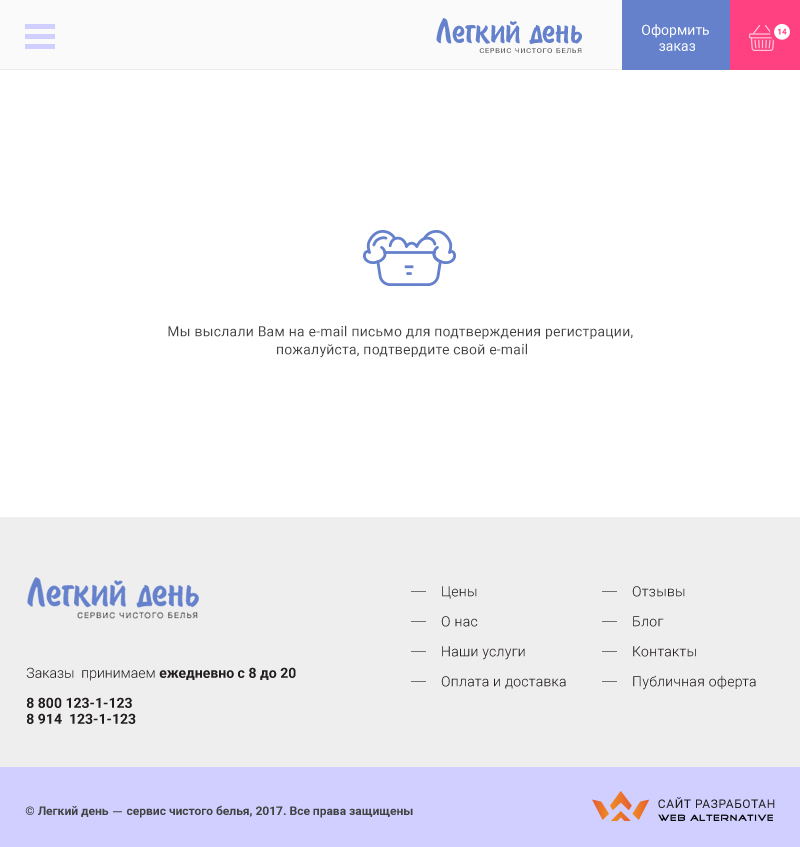 Легкий день
СЕРВИС ЧИСТОГО БЕЛЬЯ
Оформить
заказ
14
Мы выслали Вам на e-mail письмо для подтверждения регистрации,
пожалуйста, подтвердите свой e-mail
Легкий день
СЕРВИС ЧИСТОГО БЕЛЬЯ
Заказы принимаем ежедневно с 8 до 20
8 800 123-1-123
8 914 123-1-123
— Цены
— О нас
— Наши услуги
— Оплата и доставка
— Отзывы
— Блог
— Контакты
— Публичная оферта
© Легкий день — сервис чистого белья, 2017. Все права защищены
САЙТ РАЗРАБОТАН
WEB ALTERNATIVE